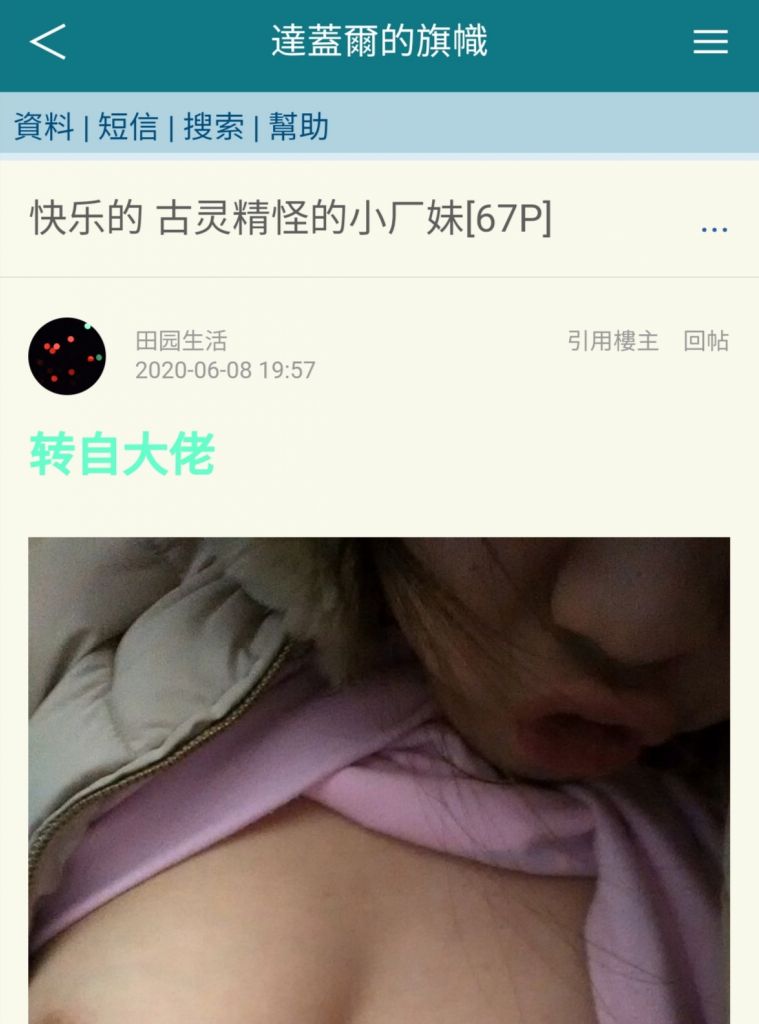 達蓋爾的旗幟
資料 | 短信 | 搜索 | 幫助
快乐的 古灵精怪的小厂妹[67P]
...
田园生活
引用樓主 回帖
2020-06-08 19:57
转自大佬